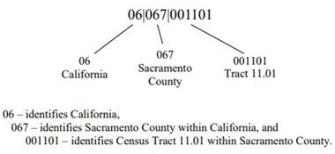 06|067|001101
06
California
067
Sacramento
County
001101
Tract 11.01
06 – identifies California,
067 – identifies Sacramento County within California, and
001101 – identifies Census Tract 11.01 within Sacramento County.